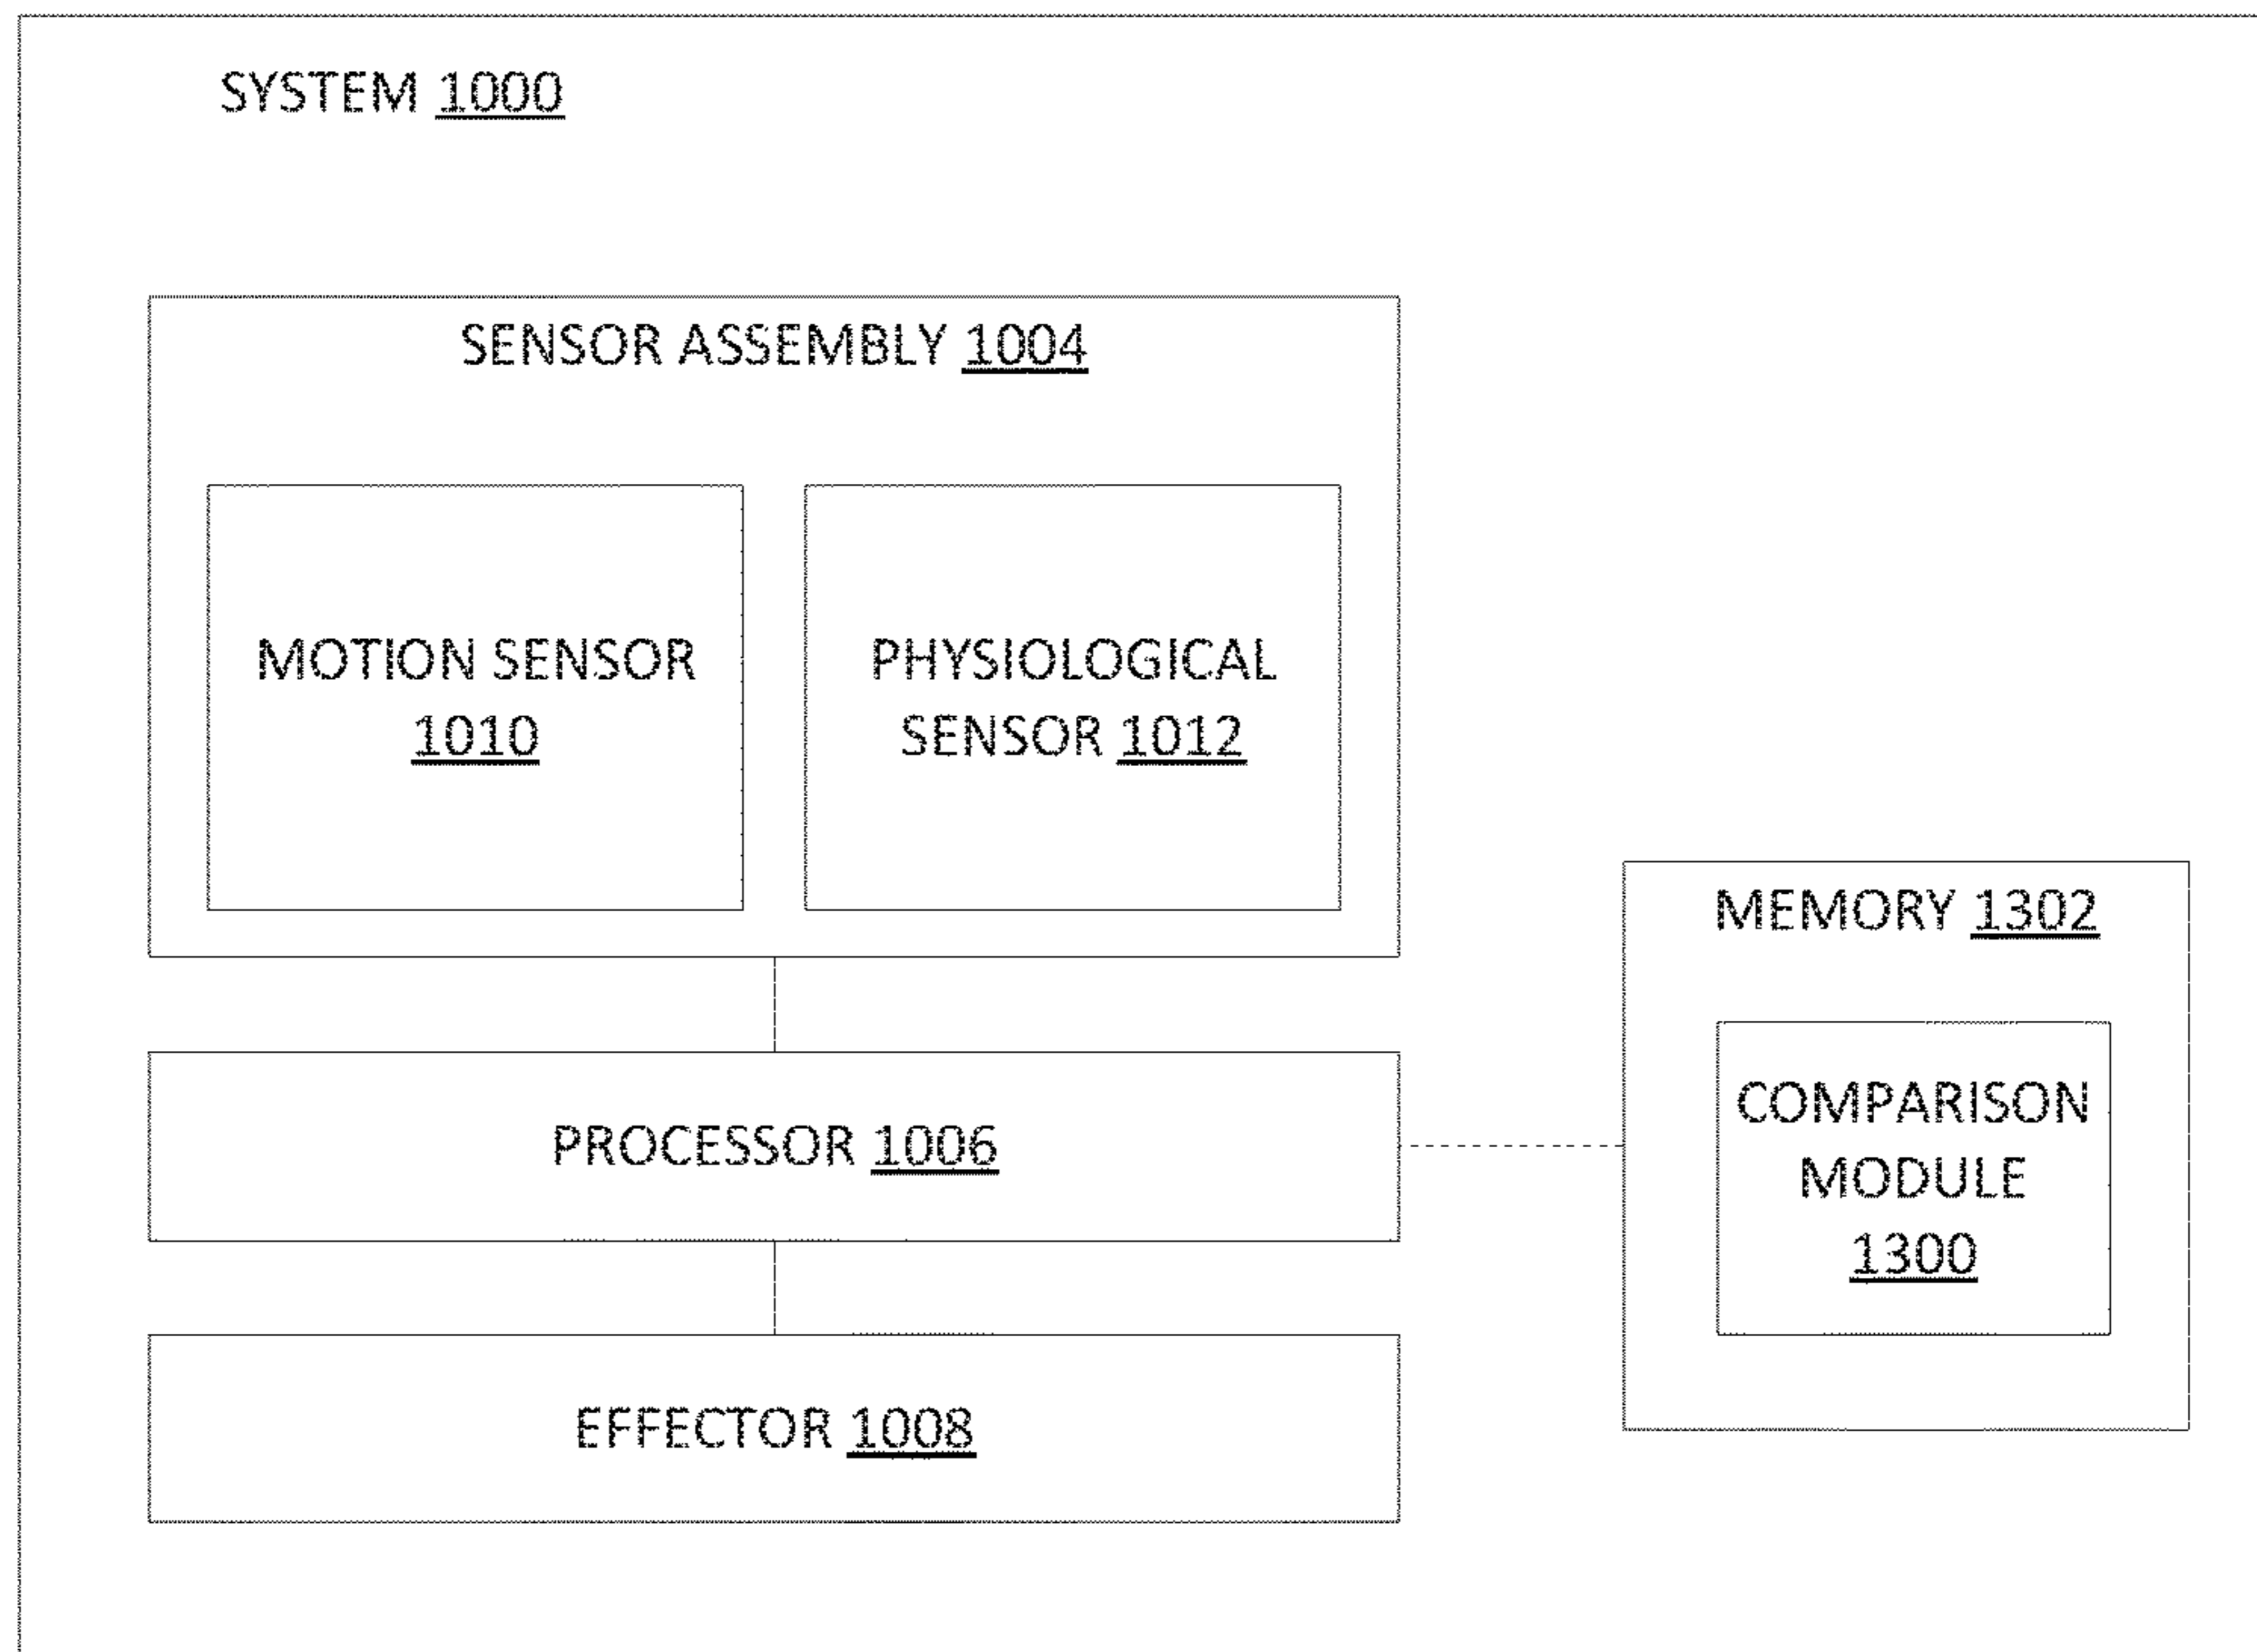 SYSTEM 1000
SENSOR ASSEMBLY 1004
MOTION SENSOR
1010
PHYSIOLOGICAL
SENSOR 1012
MEMORY 1302
COMPARISON
MODULE
1300
PROCESSOR 1006
EFFECTOR 1008